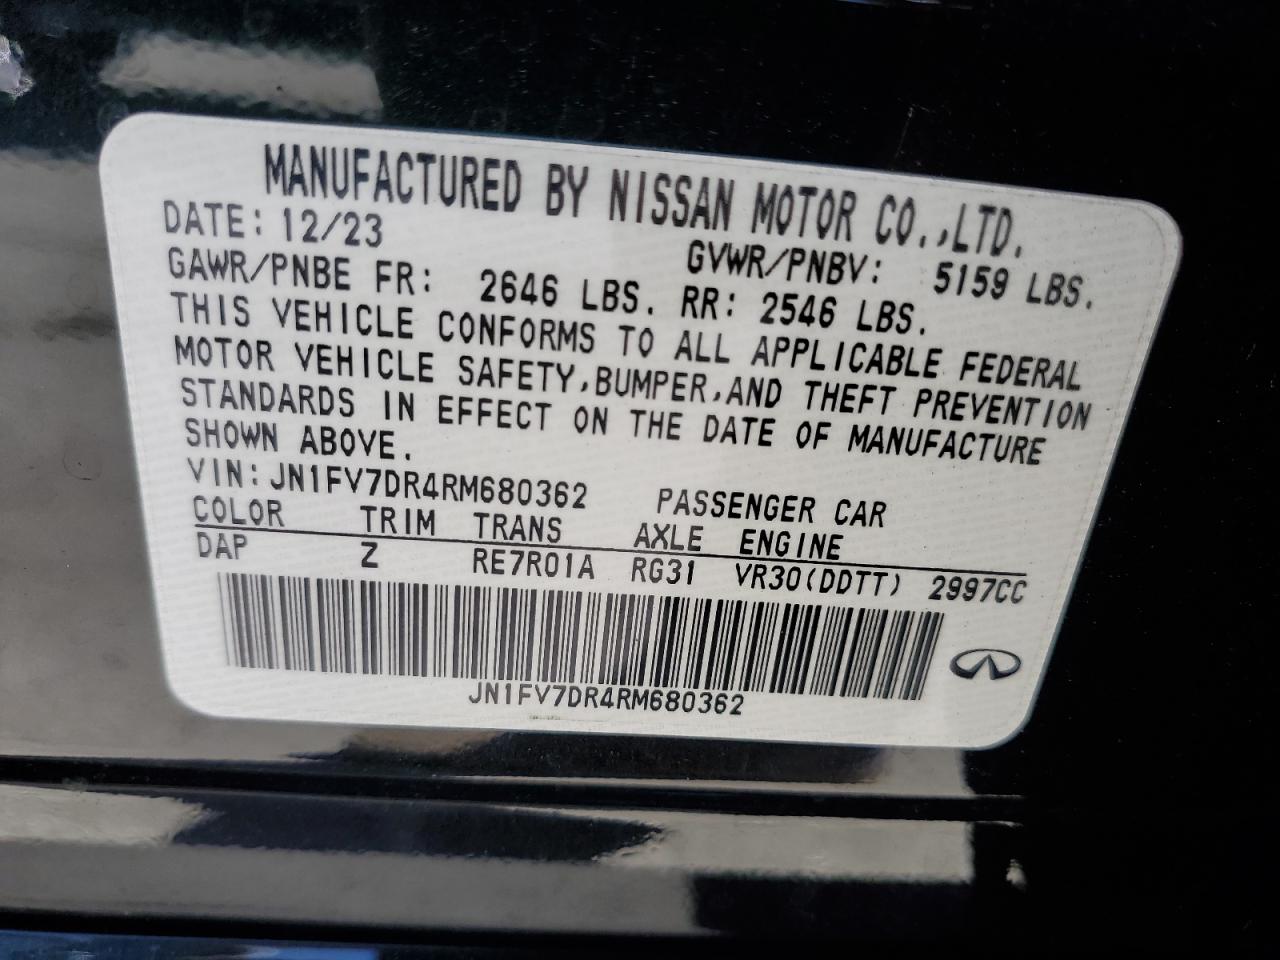 MANUFACTURED BY NISSAN MOTOR CO.,LTD.
DATE: 12/23 GVWR/PNBV: 5159 LBS.
GAWR/PNBE FR: 2646 LBS. RR: 2546 LBS.
THIS VEHICLE CONFORMS TO ALL APPLICABLE FEDERAL
MOTOR VEHICLE SAFETY,BUMPER,AND THEFT PREVENTION
STANDARDS IN EFFECT ON THE DATE OF MANUFACTURE
SHOWN ABOVE.
VIN:JN1FV7DR4RM680362 PASSENGER CAR
COLOR TRIM TRANS AXLE ENGINE
DAP Z RE7R01A RG31 VR30(DDTT) 2997CC
JN1FV7DR4RM680362